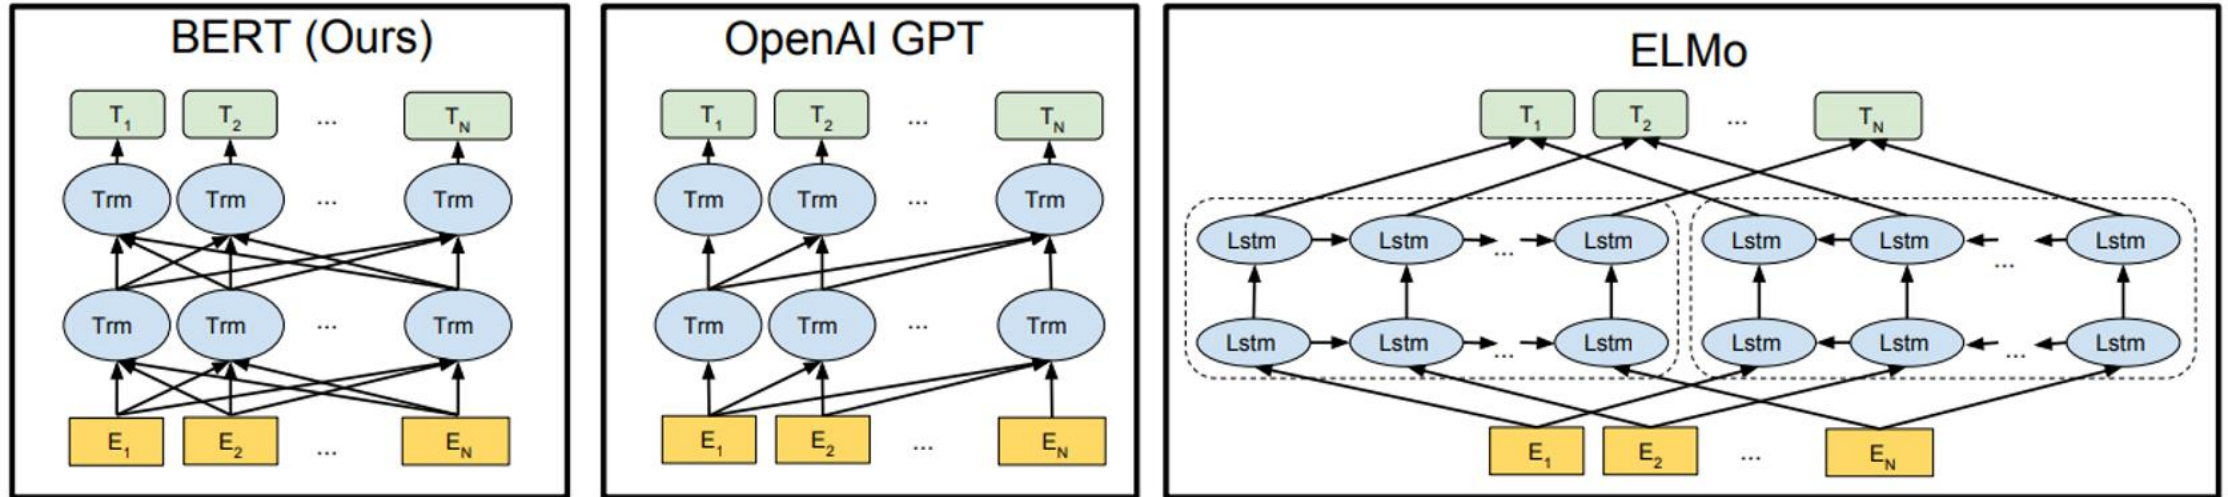 BERT (Ours)
T1 T2 ... TN
Trm Trm ... Trm
Trm Trm ... Trm
E1 E2 ... EN
OpenAI GPT
T1 T2 ... TN
Trm Trm ... Trm
Trm Trm ... Trm
E1 E2 ... EN
ELMo
T1 T2 ... TN
Lstm Lstm ... Lstm Lstm Lstm ... Lstm
Lstm Lstm ... Lstm Lstm Lstm ... Lstm
E1 E2 ... EN